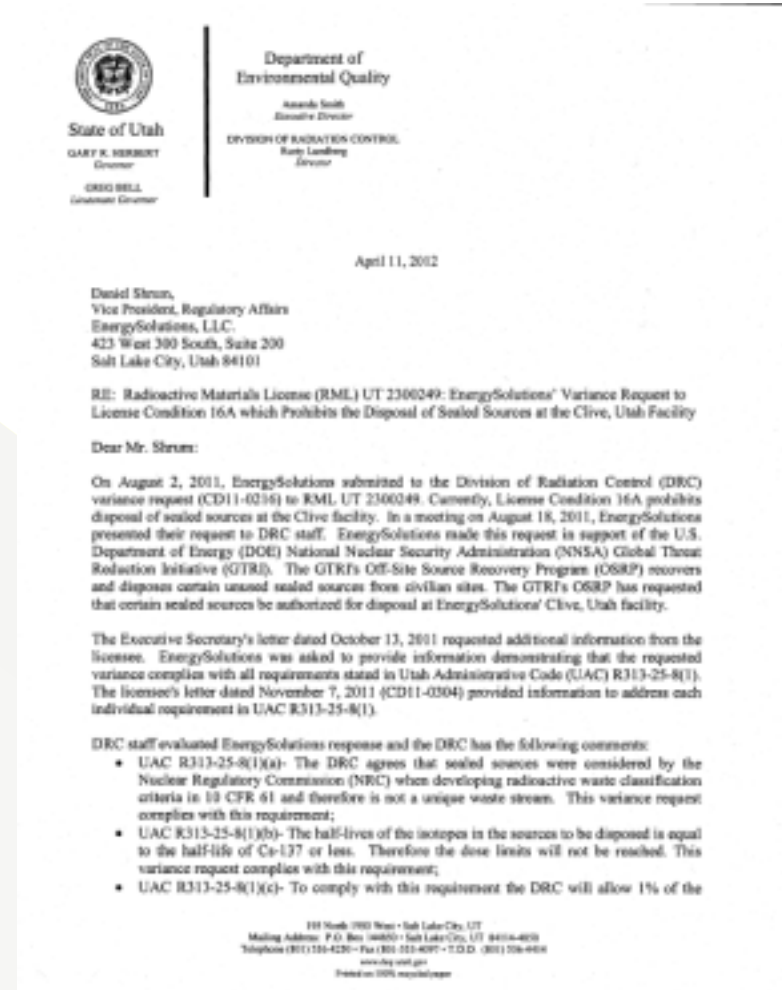 State of Utah
GARY R. HERBERT
Governor
GREG BELL
Lieutenant Governor
Department of
Environmental Quality
Amanda Smith
Executive Director
DIVISION OF RADIATION CONTROL
Rusty Lundberg
Director
April 11, 2012
Daniel Shrum,
Vice President, Regulatory Affairs
EnergySolutions, LLC.
423 West 300 South, Suite 200
Salt Lake City, Utah 84101
RE: Radioactive Materials License (RML) UT 2300249: EnergySolutions' Variance Request to
License Condition 16A which Prohibits the Disposal of Sealed Sources at the Clive, Utah Facility
Dear Mr. Shrum:
On August 2, 2011, EnergySolutions submitted to the Division of Radiation Control (DRC)
variance request (CD11-0216) to RML UT 2300249. Currently, License Condition 16A prohibits
disposal of sealed sources at the Clive facility. In a meeting on August 18, 2011, EnergySolutions
presented their request to DRC staff. EnergySolutions made this request in support of the U.S.
Department of Energy (DOE) National Nuclear Security Administration (NNSA) Global Threat
Reduction Initiative (GTRI). The GTRI's Off-Site Source Recovery Program (OSRP) recovers
and disposes certain unused sealed sources from civilian sites. The GTRI's OSRP has requested
that certain sealed sources be authorized for disposal at EnergySolutions' Clive, Utah facility.
The Executive Secretary's letter dated October 13, 2011 requested additional information from the
licensee. EnergySolutions was asked to provide information demonstrating that the requested
variance complies with all requirements stated in Utah Administrative Code (UAC) R313-25-8(1).
The licensee's letter dated November 7, 2011 (CD11-0304) provided information to address each
individual requirement in UAC R313-25-8(1).
DRC staff evaluated EnergySolutions response and the DRC has the following comments:
• UAC R313-25-8(1)(a)- The DRC agrees that sealed sources were considered by the
Nuclear Regulatory Commission (NRC) when developing radioactive waste classification
criteria in 10 CFR 61 and therefore is not a unique waste stream. This variance request
complies with this requirement;
• UAC R313-25-8(1)(b)- The half-lives of the isotopes in the sources to be disposed is equal
to the half-life of Cs-137 or less. Therefore the dose limits will not be reached. This
variance request complies with this requirement;
• UAC R313-25-8(1)(c)- To comply with this requirement the DRC will allow 1% of the
195 North 1950 West • Salt Lake City, UT
Mailing Address: P.O. Box 144850 • Salt Lake City, UT 84114-4850
Telephone (801) 536-4250 • Fax (801) 533-4097 • T.D.D. (801) 536-4414
www.deq.utah.gov
Printed on 100% recycled paper